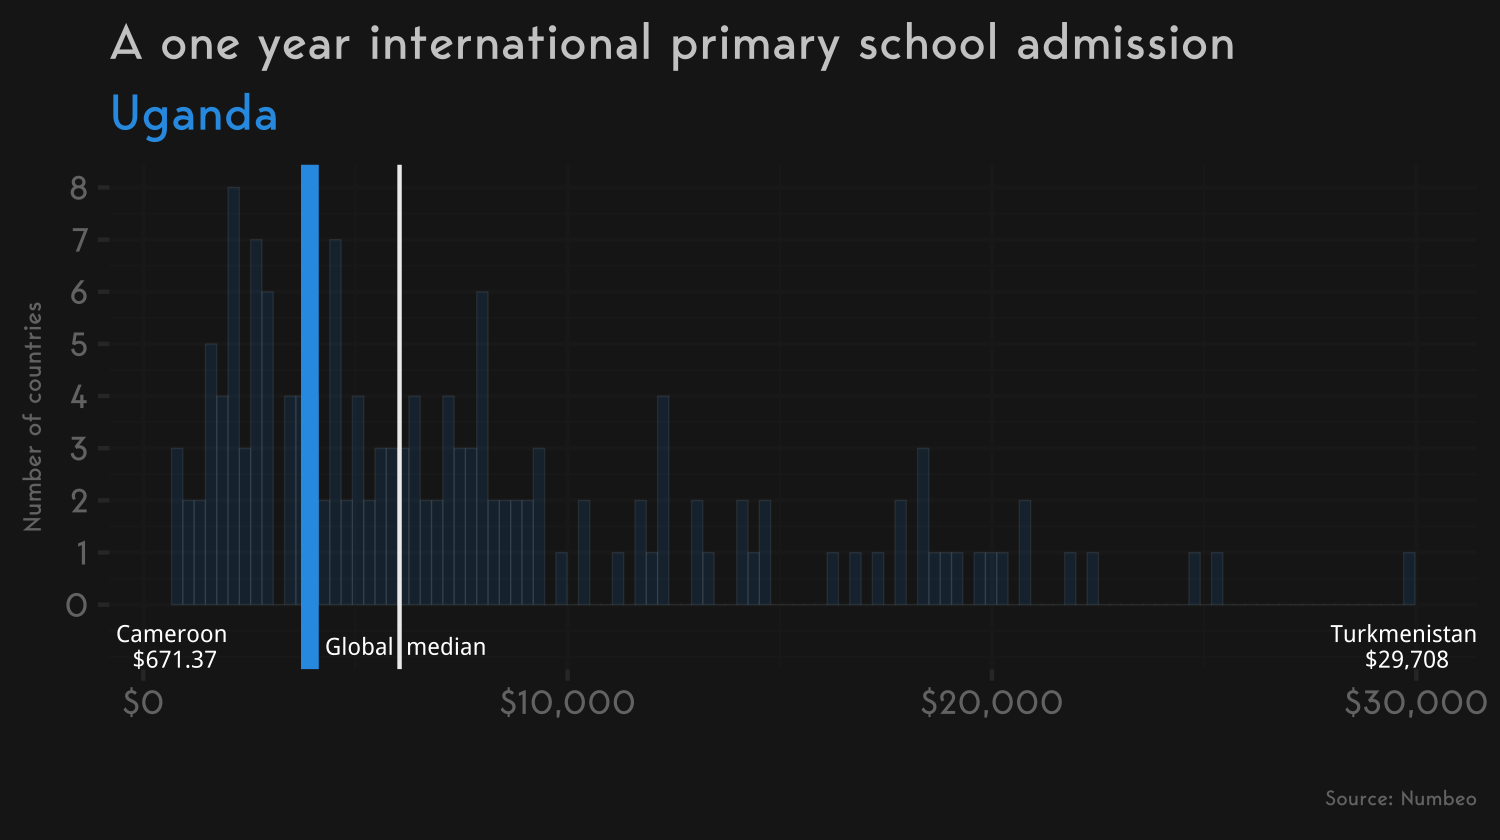 A one year international primary school admission
Uganda
Number of countries
8
7
6
5
4
3
2
1
0
Cameroon
$671.37
Global median
Turkmenistan
$29,708
$0 $10,000 $20,000 $30,000
Source: Numbeo